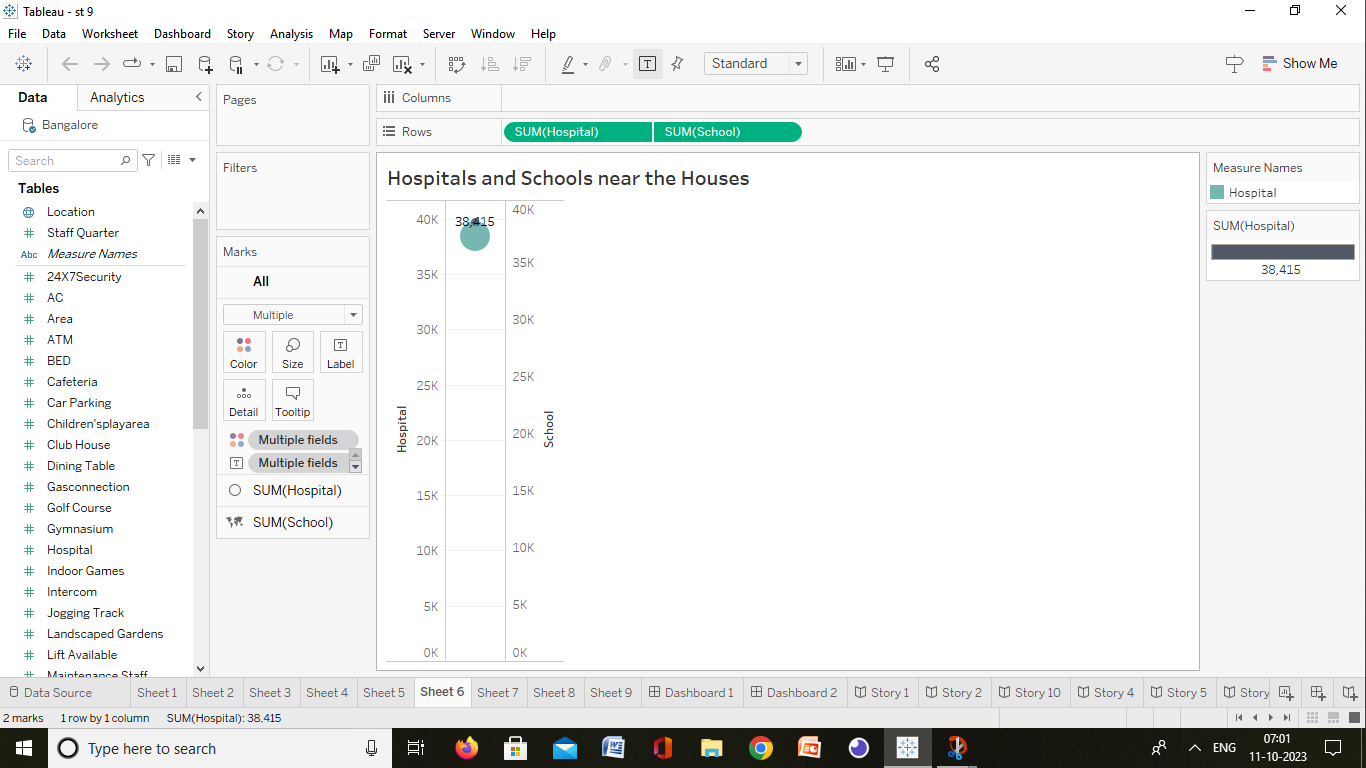 Tableau - st 9
File Data Worksheet Dashboard Story Analysis Map Format Server Window Help
Standard
Show Me
Data Analytics
Bangalore
Search
Tables
Location
Staff Quarter
Abc Measure Names
24X7Security
AC
Area
ATM
BED
Cafeteria
Car Parking
Children'splayarea
Club House
Dining Table
Gasconnection
Golf Course
Gymnasium
Hospital
Indoor Games
Intercom
Jogging Track
Landscaped Gardens
Lift Available
Maintenance Staff
Pages
Filters
Marks
All
Multiple
Color Size Label
Detail Tooltip
Multiple fields
Multiple fields
SUM(Hospital)
SUM(School)
Columns
Rows SUM(Hospital) SUM(School)
Hospitals and Schools near the Houses
Hospital
40K
35K
30K
25K
20K
15K
10K
5K
0K
38,415
40K
35K
30K
25K
20K
15K
10K
5K
0K
School
Measure Names
Hospital
SUM(Hospital)
38,415
Data Source Sheet 1 Sheet 2 Sheet 3 Sheet 4 Sheet 5 Sheet 6 Sheet 7 Sheet 8 Sheet 9 Dashboard 1 Dashboard 2 Story 1 Story 2 Story 10 Story 4 Story 5 Story
2 marks 1 row by 1 column SUM(Hospital): 38,415
Type here to search
ENG
07:01
11-10-2023